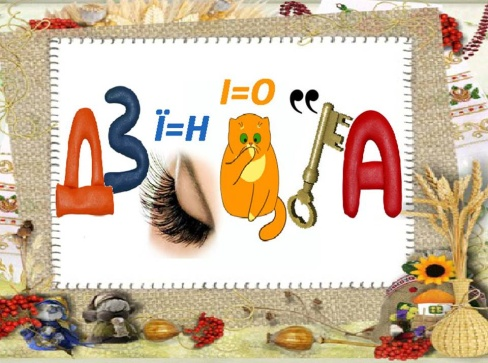 І=О ,,
Ї=Н
ДЗ А